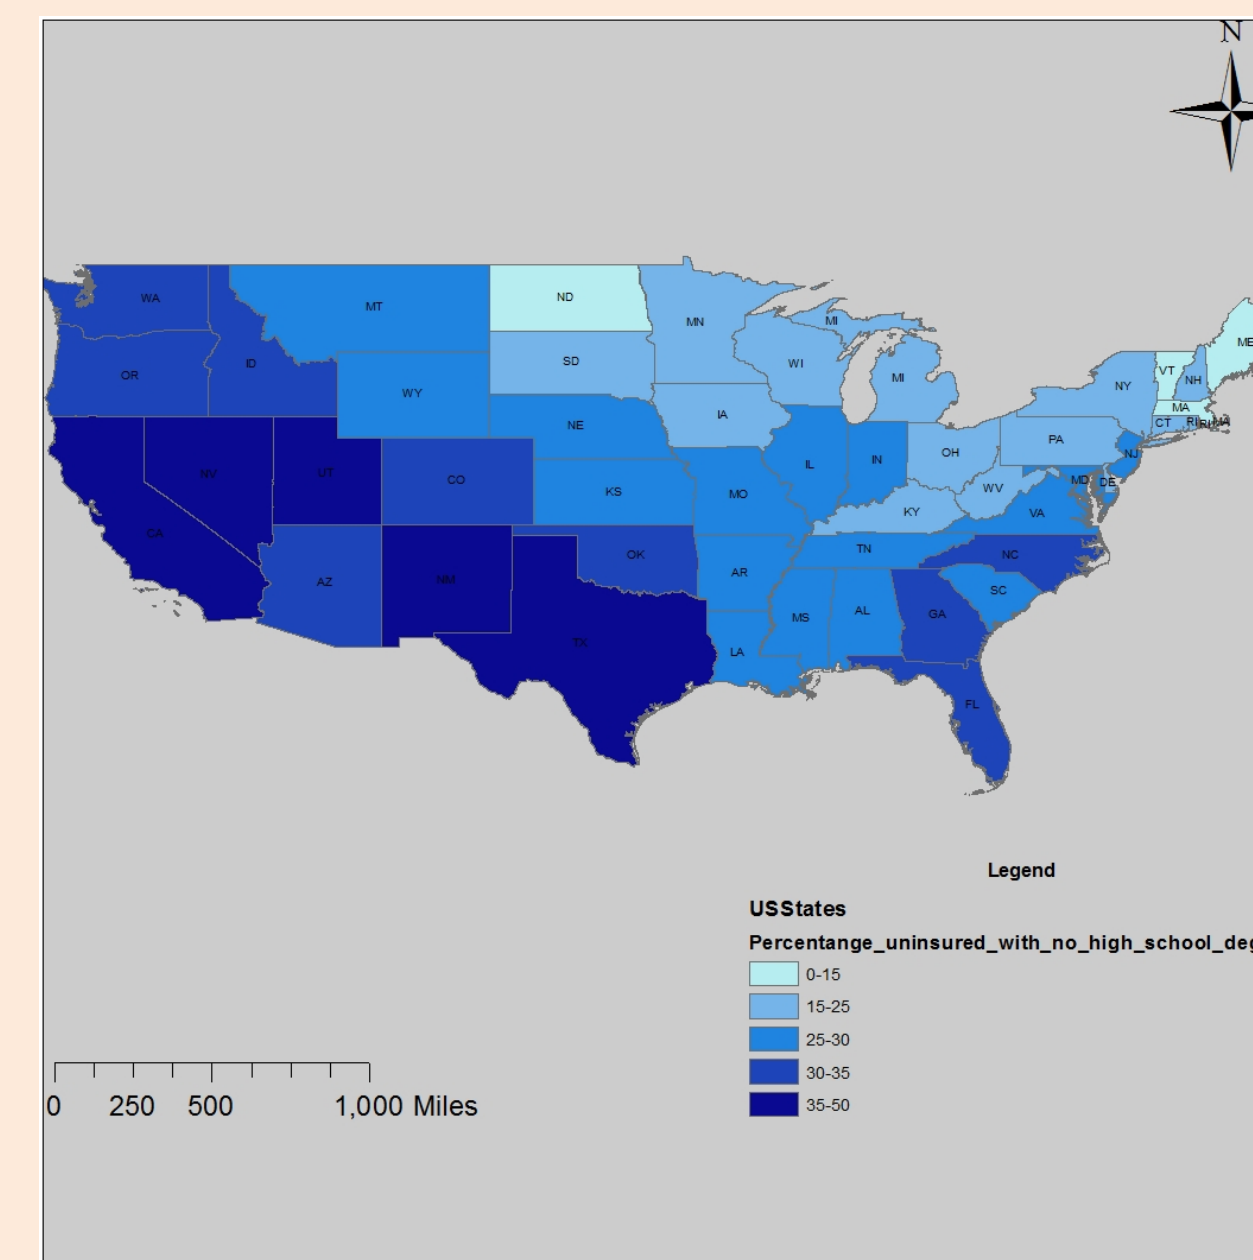 N
WA
MT
ND
MN
MI
ME
OR
ID
SD
WI
MI
VT
NH
NY
WY
IA
MA
NE
CT
RI
RI
MA
PA
OH
NJ
NV
UT
CO
KS
MO
IL
IN
WV
MD
DE
KY
VA
CA
AZ
NM
OK
AR
TN
NC
SC
TX
LA
MS
AL
GA
FL
Legend
USStates
Percentange_uninsured_with_no_high_school_deg
0-15
15-25
25-30
30-35
35-50
0 250 500 1,000 Miles